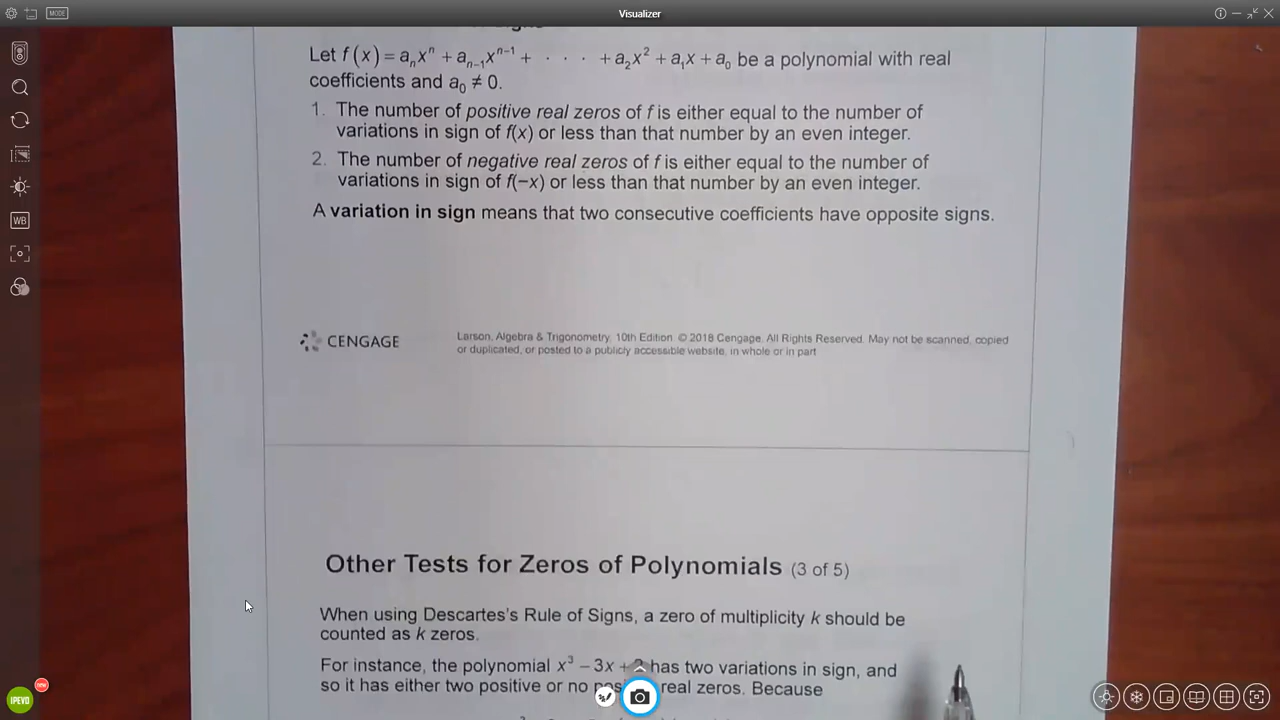 MODE
Visualizer
Let f(x) = aₙxⁿ + aₙ₋₁xⁿ⁻¹ + · · · + a₂x² + a₁x + a₀ be a polynomial with real
coefficients and a₀ ≠ 0.
1. The number of positive real zeros of f is either equal to the number of
variations in sign of f(x) or less than that number by an even integer.
2. The number of negative real zeros of f is either equal to the number of
variations in sign of f(−x) or less than that number by an even integer.
A variation in sign means that two consecutive coefficients have opposite signs.
WB
CENGAGE
Larson, Algebra & Trigonometry, 10th Edition. © 2018 Cengage. All Rights Reserved. May not be scanned, copied
or duplicated, or posted to a publicly accessible website, in whole or in part
Other Tests for Zeros of Polynomials (3 of 5)
When using Descartes's Rule of Signs, a zero of multiplicity k should be
counted as k zeros.
For instance, the polynomial x³ − 3x + has two variations in sign, and
so it has either two positive or no real zeros. Because
IPEVO
new